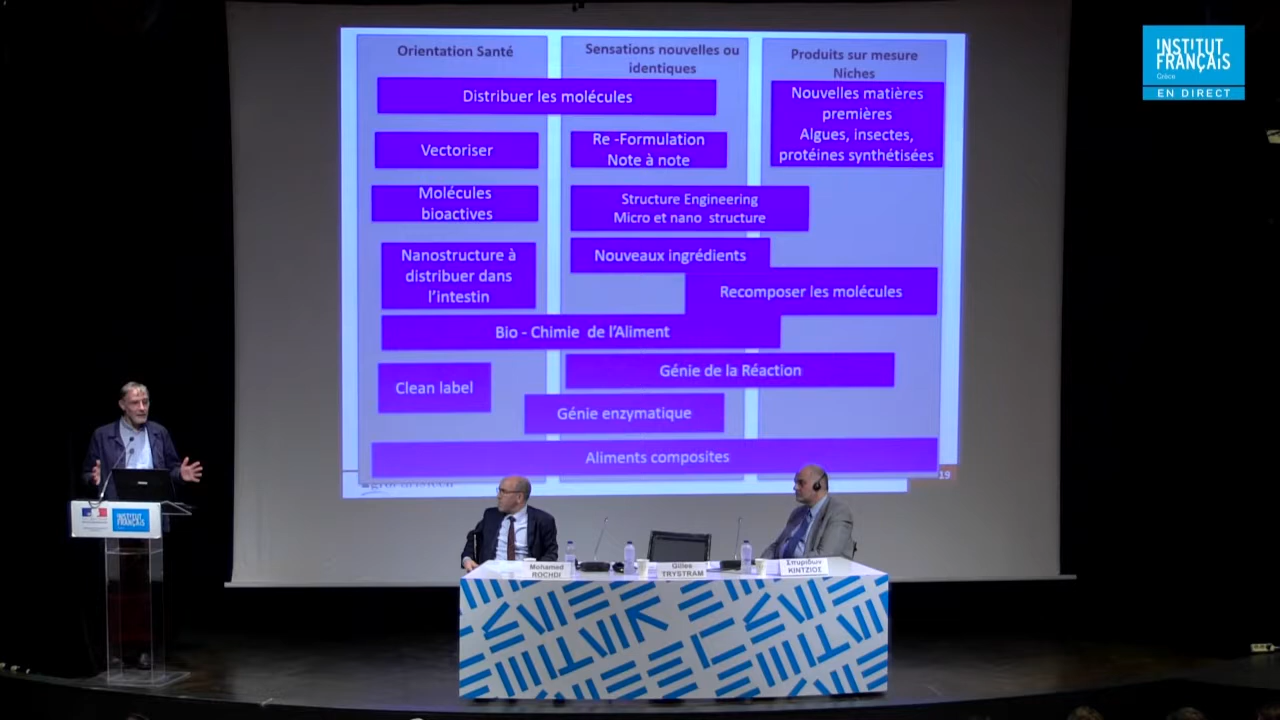 Orientation Santé
Sensations nouvelles ou
identiques
Produits sur mesure
Niches
Distribuer les molécules
Nouvelles matières
premières
Algues, insectes,
protéines synthétisées
Vectoriser
Re -Formulation
Note à note
Molécules
bioactives
Structure Engineering
Micro et nano structure
Nanostructure à
distribuer dans
l'intestin
Nouveaux ingrédients
Recomposer les molécules
Bio - Chimie de l'Aliment
Génie de la Réaction
Clean label
Génie enzymatique
Aliments composites
19
INSTITUT
FRANÇAIS
Grèce
EN DIRECT
INSTITUT
FRANÇAIS
Mohamed
ROCHDI
Gilles
TRYSTRAM
Σπυρίδων
ΚΙΝΤΖΙΟΣ